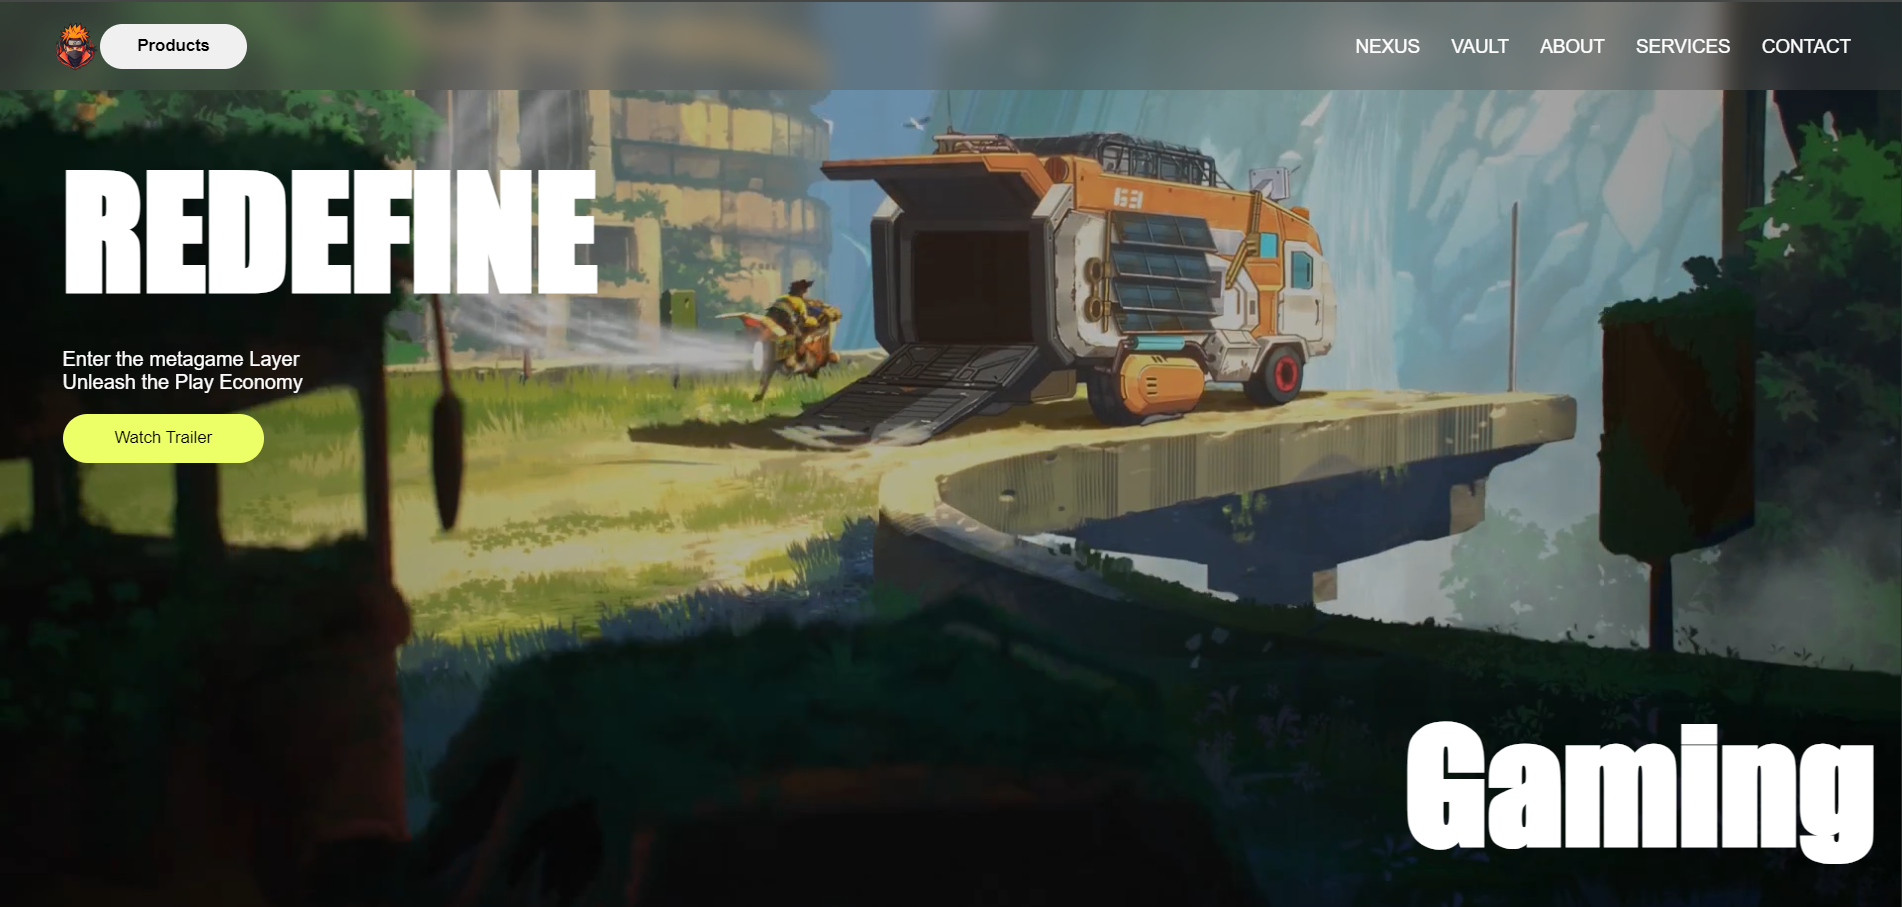 Products
NEXUS VAULT ABOUT SERVICES CONTACT
REDEFINE
Enter the metagame Layer
Unleash the Play Economy
Watch Trailer
Gaming